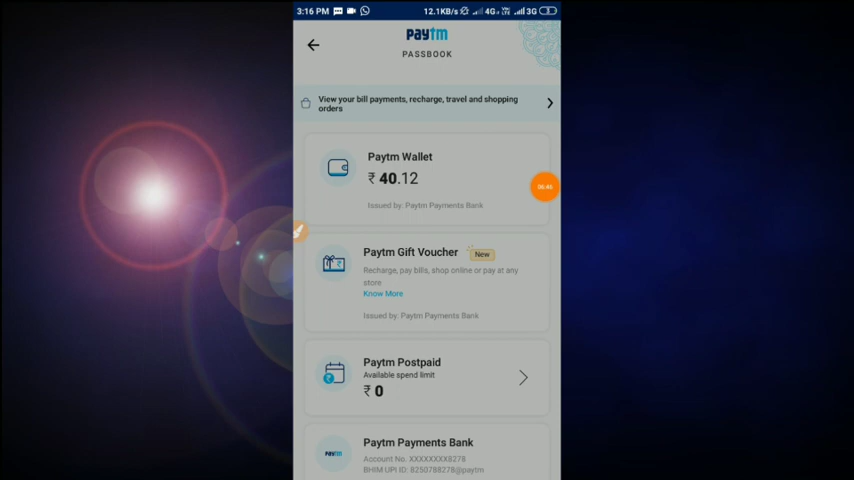 3:16 PM 12.1KB/s 4G 3G
paytm
PASSBOOK
View your bill payments, recharge, travel and shopping
orders
Paytm Wallet
₹ 40.12
06:46
Issued by: Paytm Payments Bank
Paytm Gift Voucher New
Recharge, pay bills, shop online or pay at any
store
Know More
Issued by: Paytm Payments Bank
Paytm Postpaid
Available spend limit
₹ 0
Paytm Payments Bank
paytm
Account No. XXXXXXXX8278
BHIM UPI ID: 8250788278@paytm